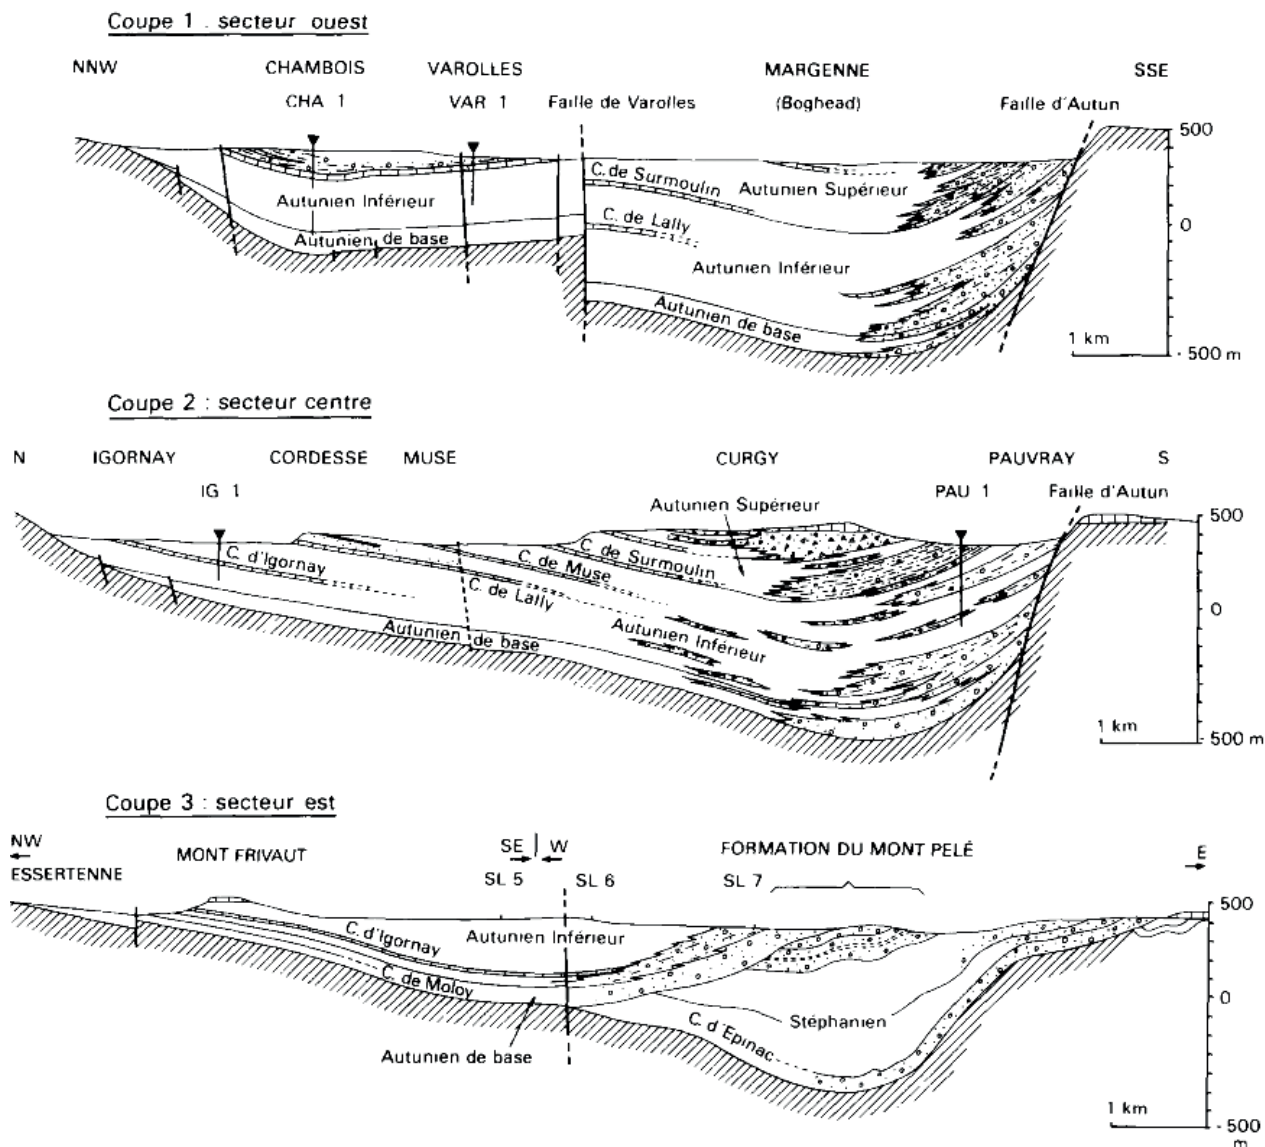 Coupe 1 : secteur ouest
NNW CHAMBOIS VAROLLES MARGENNE SSE
CHA 1 VAR 1 Faille de Varolles (Boghead) Faille d'Autun
500
C. de Surmoulin
Autunien Supérieur
Autunien Inférieur
C. de Lally
0
Autunien de base
Autunien Inférieur
Autunien de base
1 km
- 500 m
Coupe 2 : secteur centre
N IGORNAY CORDESSE MUSE CURGY PAUVRAY S
IG 1 Autunien Supérieur PAU 1 Faille d'Autun
500
C. d'Igornay
C. de Surmoulin
C. de Muse
C. de Lally
0
Autunien de base
Autunien Inférieur
1 km
- 500 m
Coupe 3 : secteur est
NW MONT FRIVAUT SE W FORMATION DU MONT PELÉ E
ESSERTENNE SL 5 SL 6 SL 7
500
C. d'Igornay
Autunien Inférieur
C. de Moloy
0
C. d'Epinac
Stéphanien
Autunien de base
1 km
- 500
m